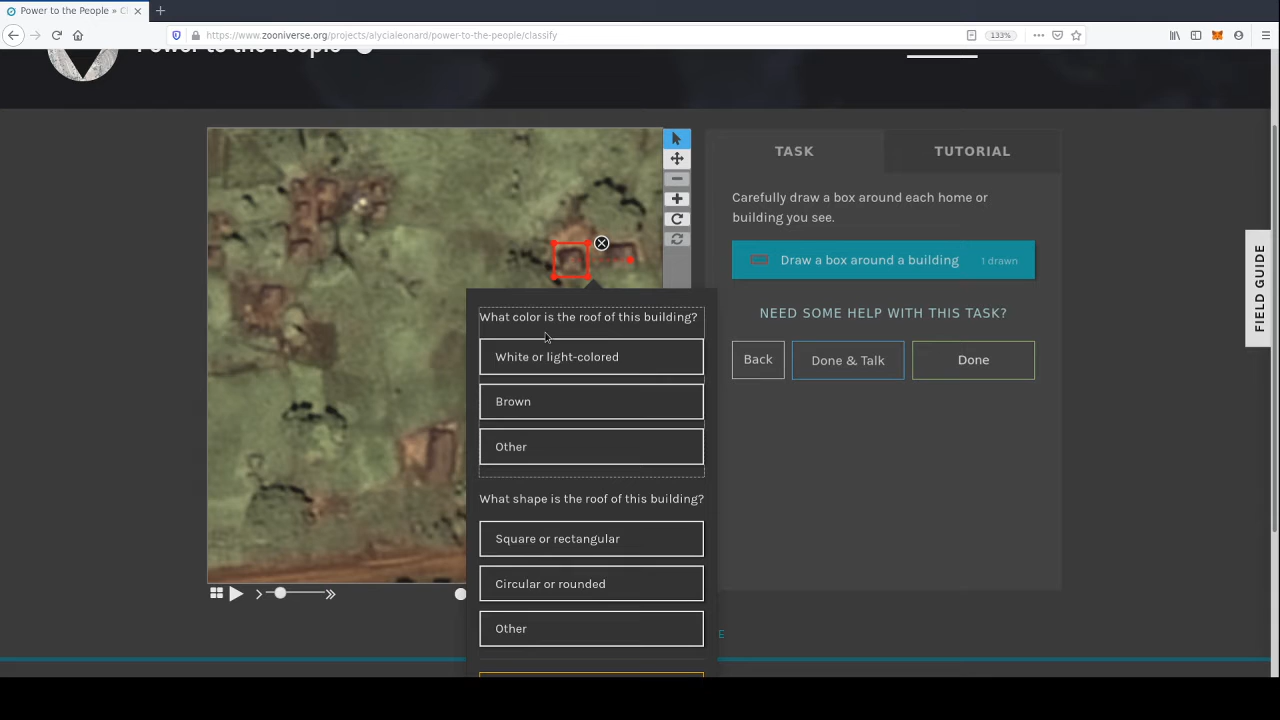 Power to the People » Cl
https://www.zooniverse.org/projects/alycialeonard/power-to-the-people/classify
133%
Power to the People
TASK
TUTORIAL
Carefully draw a box around each home or
building you see.
Draw a box around a building
1 drawn
NEED SOME HELP WITH THIS TASK?
Back
Done & Talk
Done
FIELD GUIDE
What color is the roof of this building?
White or light-colored
Brown
Other
What shape is the roof of this building?
Square or rectangular
Circular or rounded
Other
E